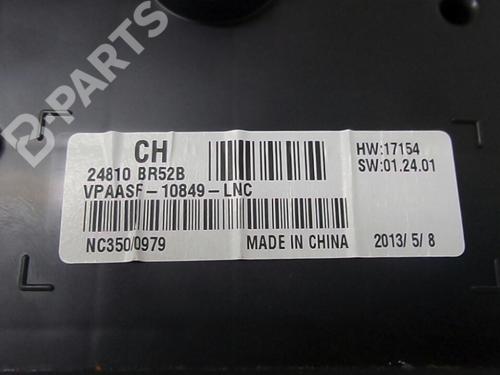 B-PARTS
CH
24810 BR52B
VPAASF-10849-LNC
NC350/0979
MADE IN CHINA
HW:17154
SW:01.24.01
2013/ 5/ 8